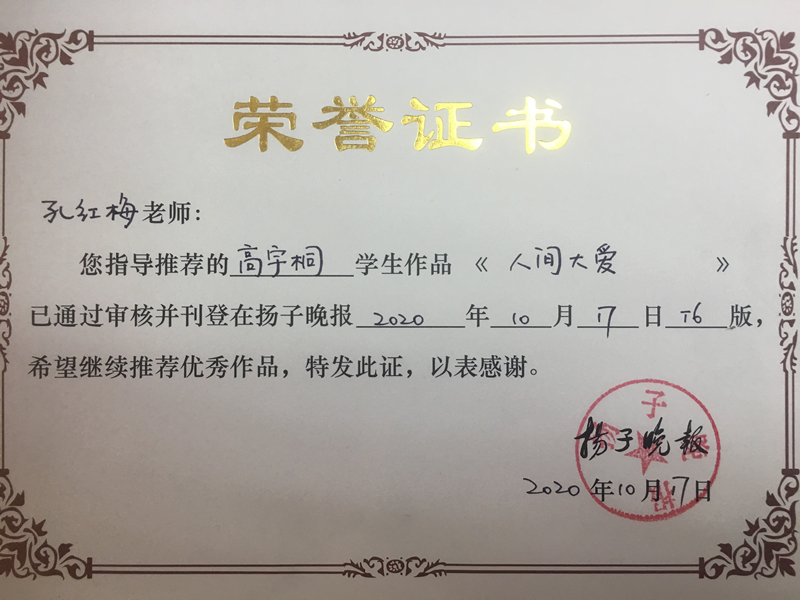 荣誉证书
孔红梅老师:
您指导推荐的高宇桐学生作品《人间大爱》
已通过审核并刊登在扬子晚报2020年10月17日T6版，
希望继续推荐优秀作品，特发此证，以表感谢。
扬子晚报
2020年10月17日